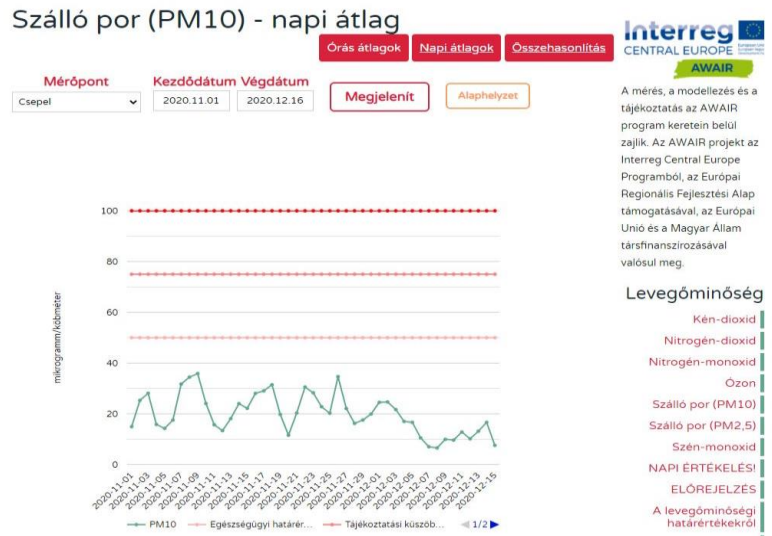 Szálló por (PM10) - napi átlag
Órás átlagok
Napi átlagok
Összehasonlítás
Mérőpont
Kezdődátum
Végdátum
Csepel
2020.11.01
2020.12.16
Megjelenít
Alaphelyzet
100
80
60
40
20
0
mikrogramm/köbméter
2020-11-01
2020-11-03
2020-11-05
2020-11-07
2020-11-09
2020-11-11
2020-11-13
2020-11-15
2020-11-17
2020-11-19
2020-11-21
2020-11-23
2020-11-25
2020-11-27
2020-11-29
2020-12-01
2020-12-03
2020-12-05
2020-12-07
2020-12-09
2020-12-11
2020-12-13
2020-12-15
PM10
Egészségügyi határér...
Tájékoztatási küszöb...
1/2
Interreg
CENTRAL EUROPE
AWAIR
A mérés, a modellezés és a
tájékoztatás az AWAIR
program keretein belül
zajlik. Az AWAIR projekt az
Interreg Central Europe
Programból, az Európai
Regionális Fejlesztési Alap
támogatásával, az Európai
Unió és a Magyar Állam
társfinanszírozásával
valósul meg.
Levegőminőség
Kén-dioxid
Nitrogén-dioxid
Nitrogén-monoxid
Ózon
Szálló por (PM10)
Szálló por (PM2,5)
Szén-monoxid
NAPI ÉRTÉKELÉS!
ELŐREJELZÉS
A levegőminőségi
határértékekről